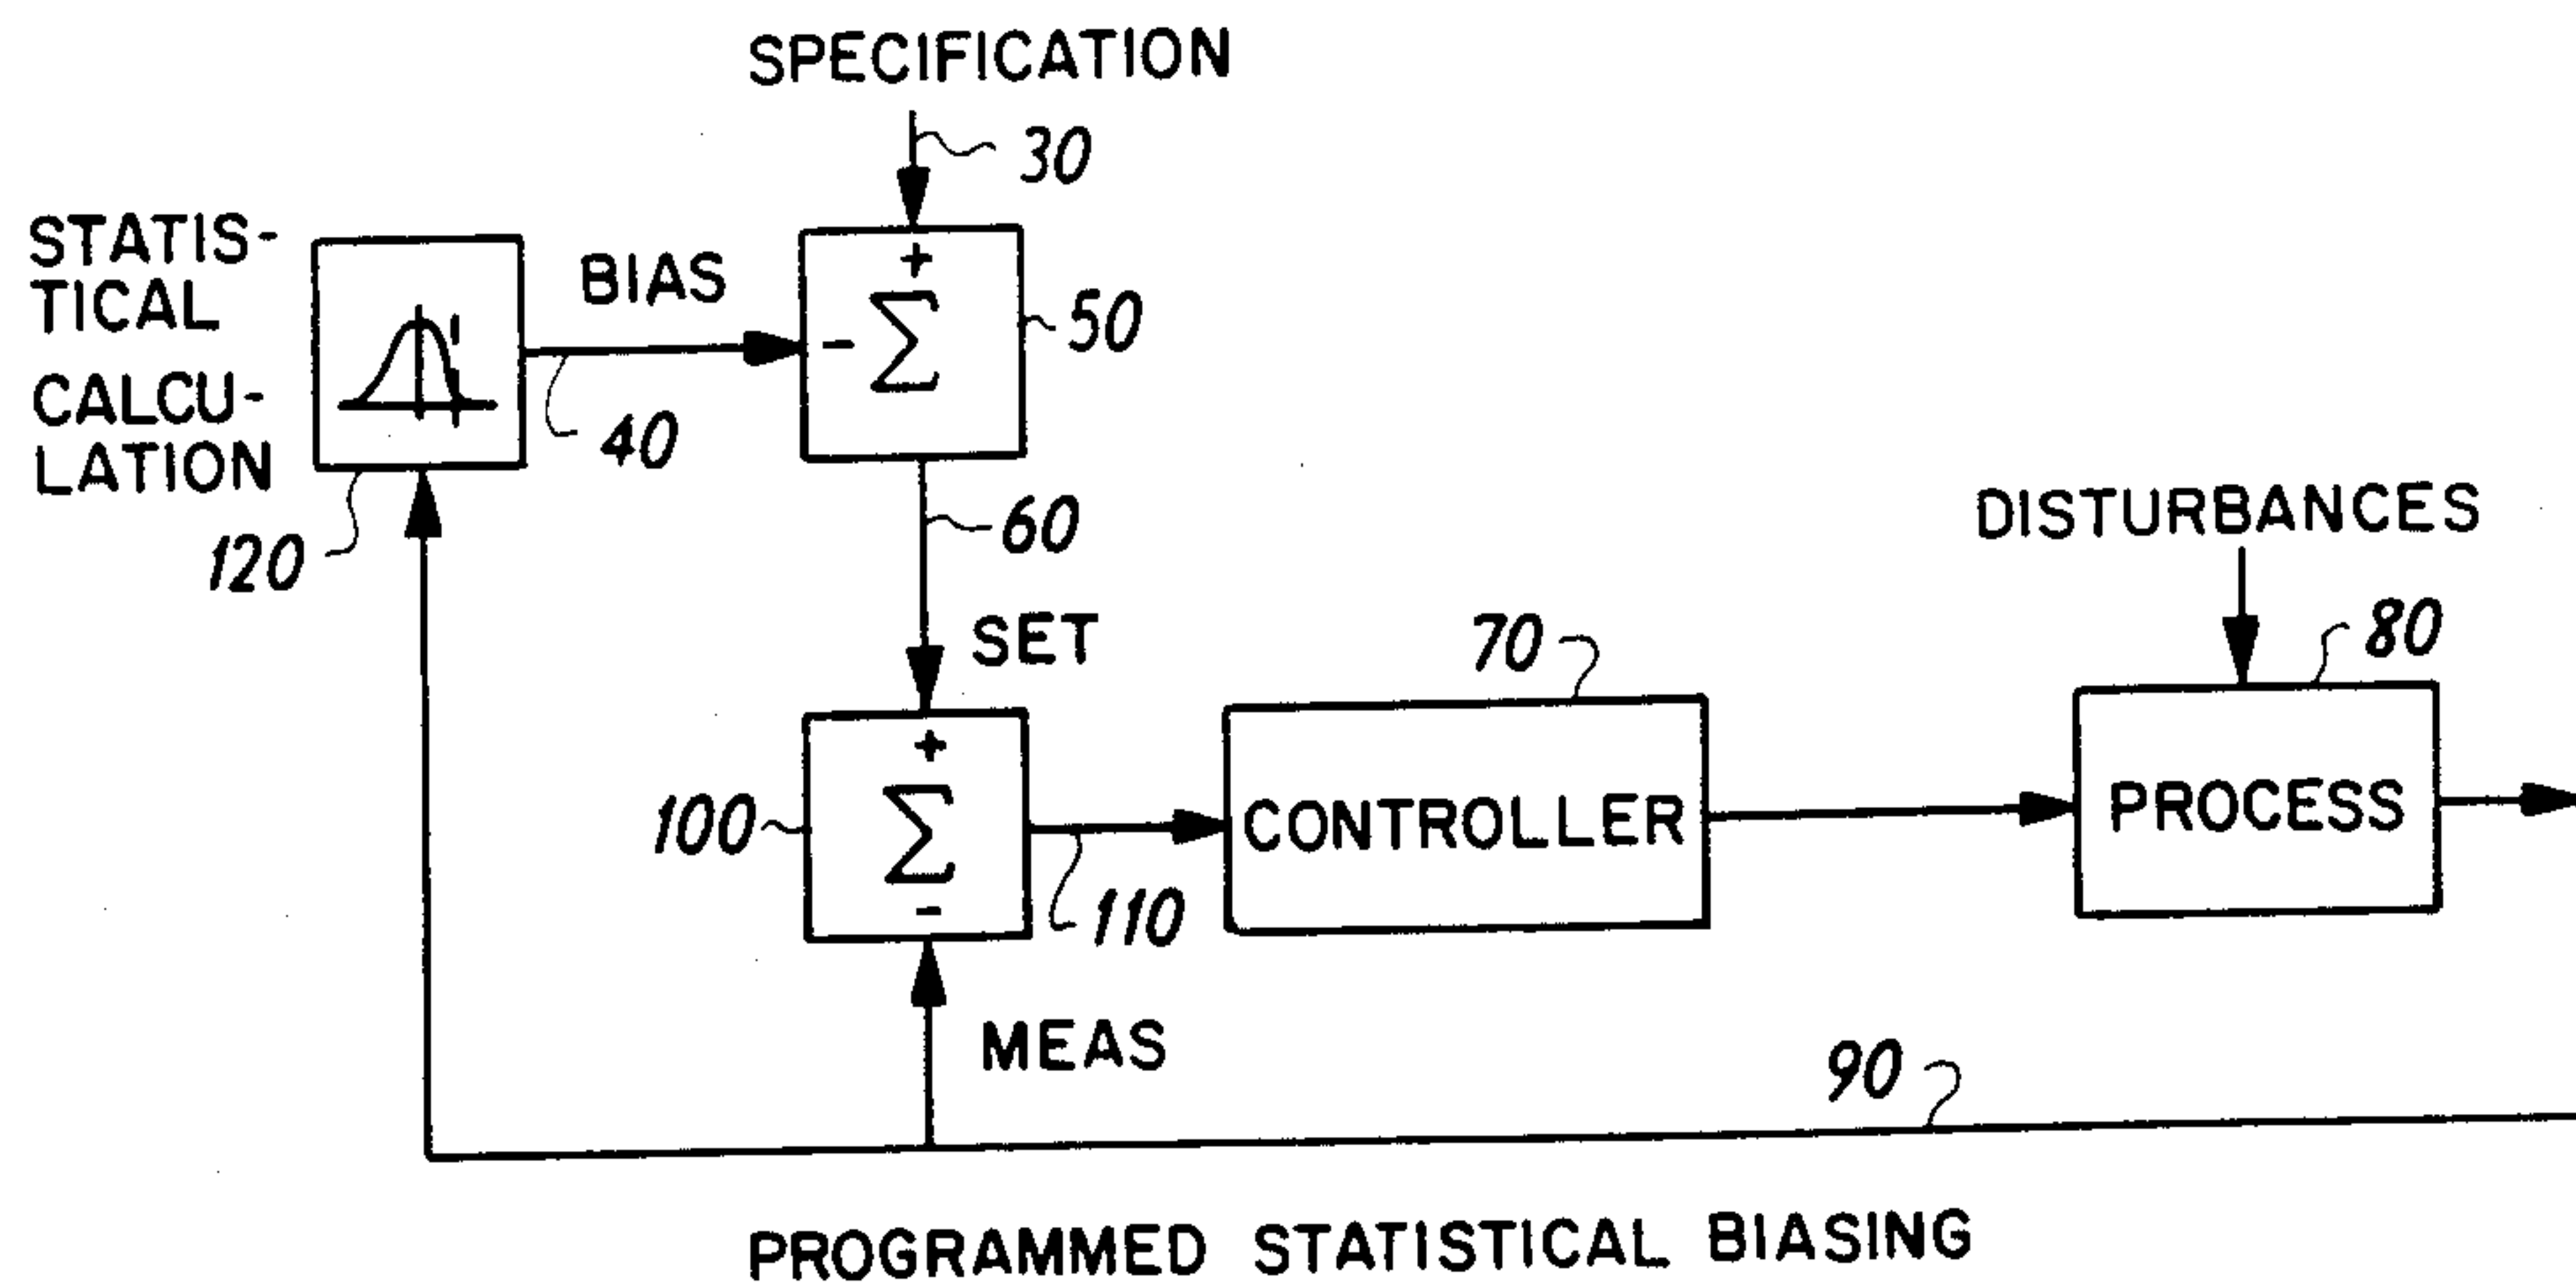 SPECIFICATION
30
STATIS-
TICAL
CALCU-
LATION
BIAS
+
- Σ
50
40
120
60
SET
DISTURBANCES
70
80
+
Σ
-
100
110
CONTROLLER
PROCESS
MEAS
90
PROGRAMMED STATISTICAL BIASING